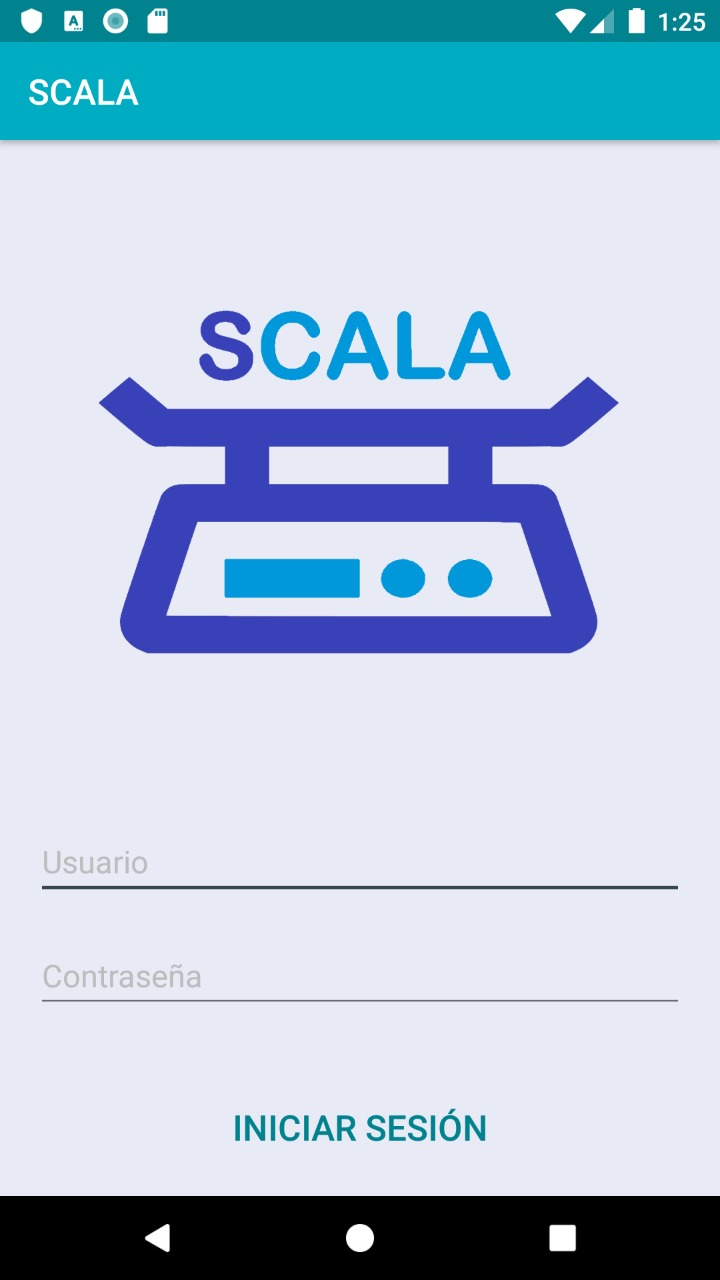 1:25
SCALA
SCALA
Usuario
Contraseña
INICIAR SESIÓN